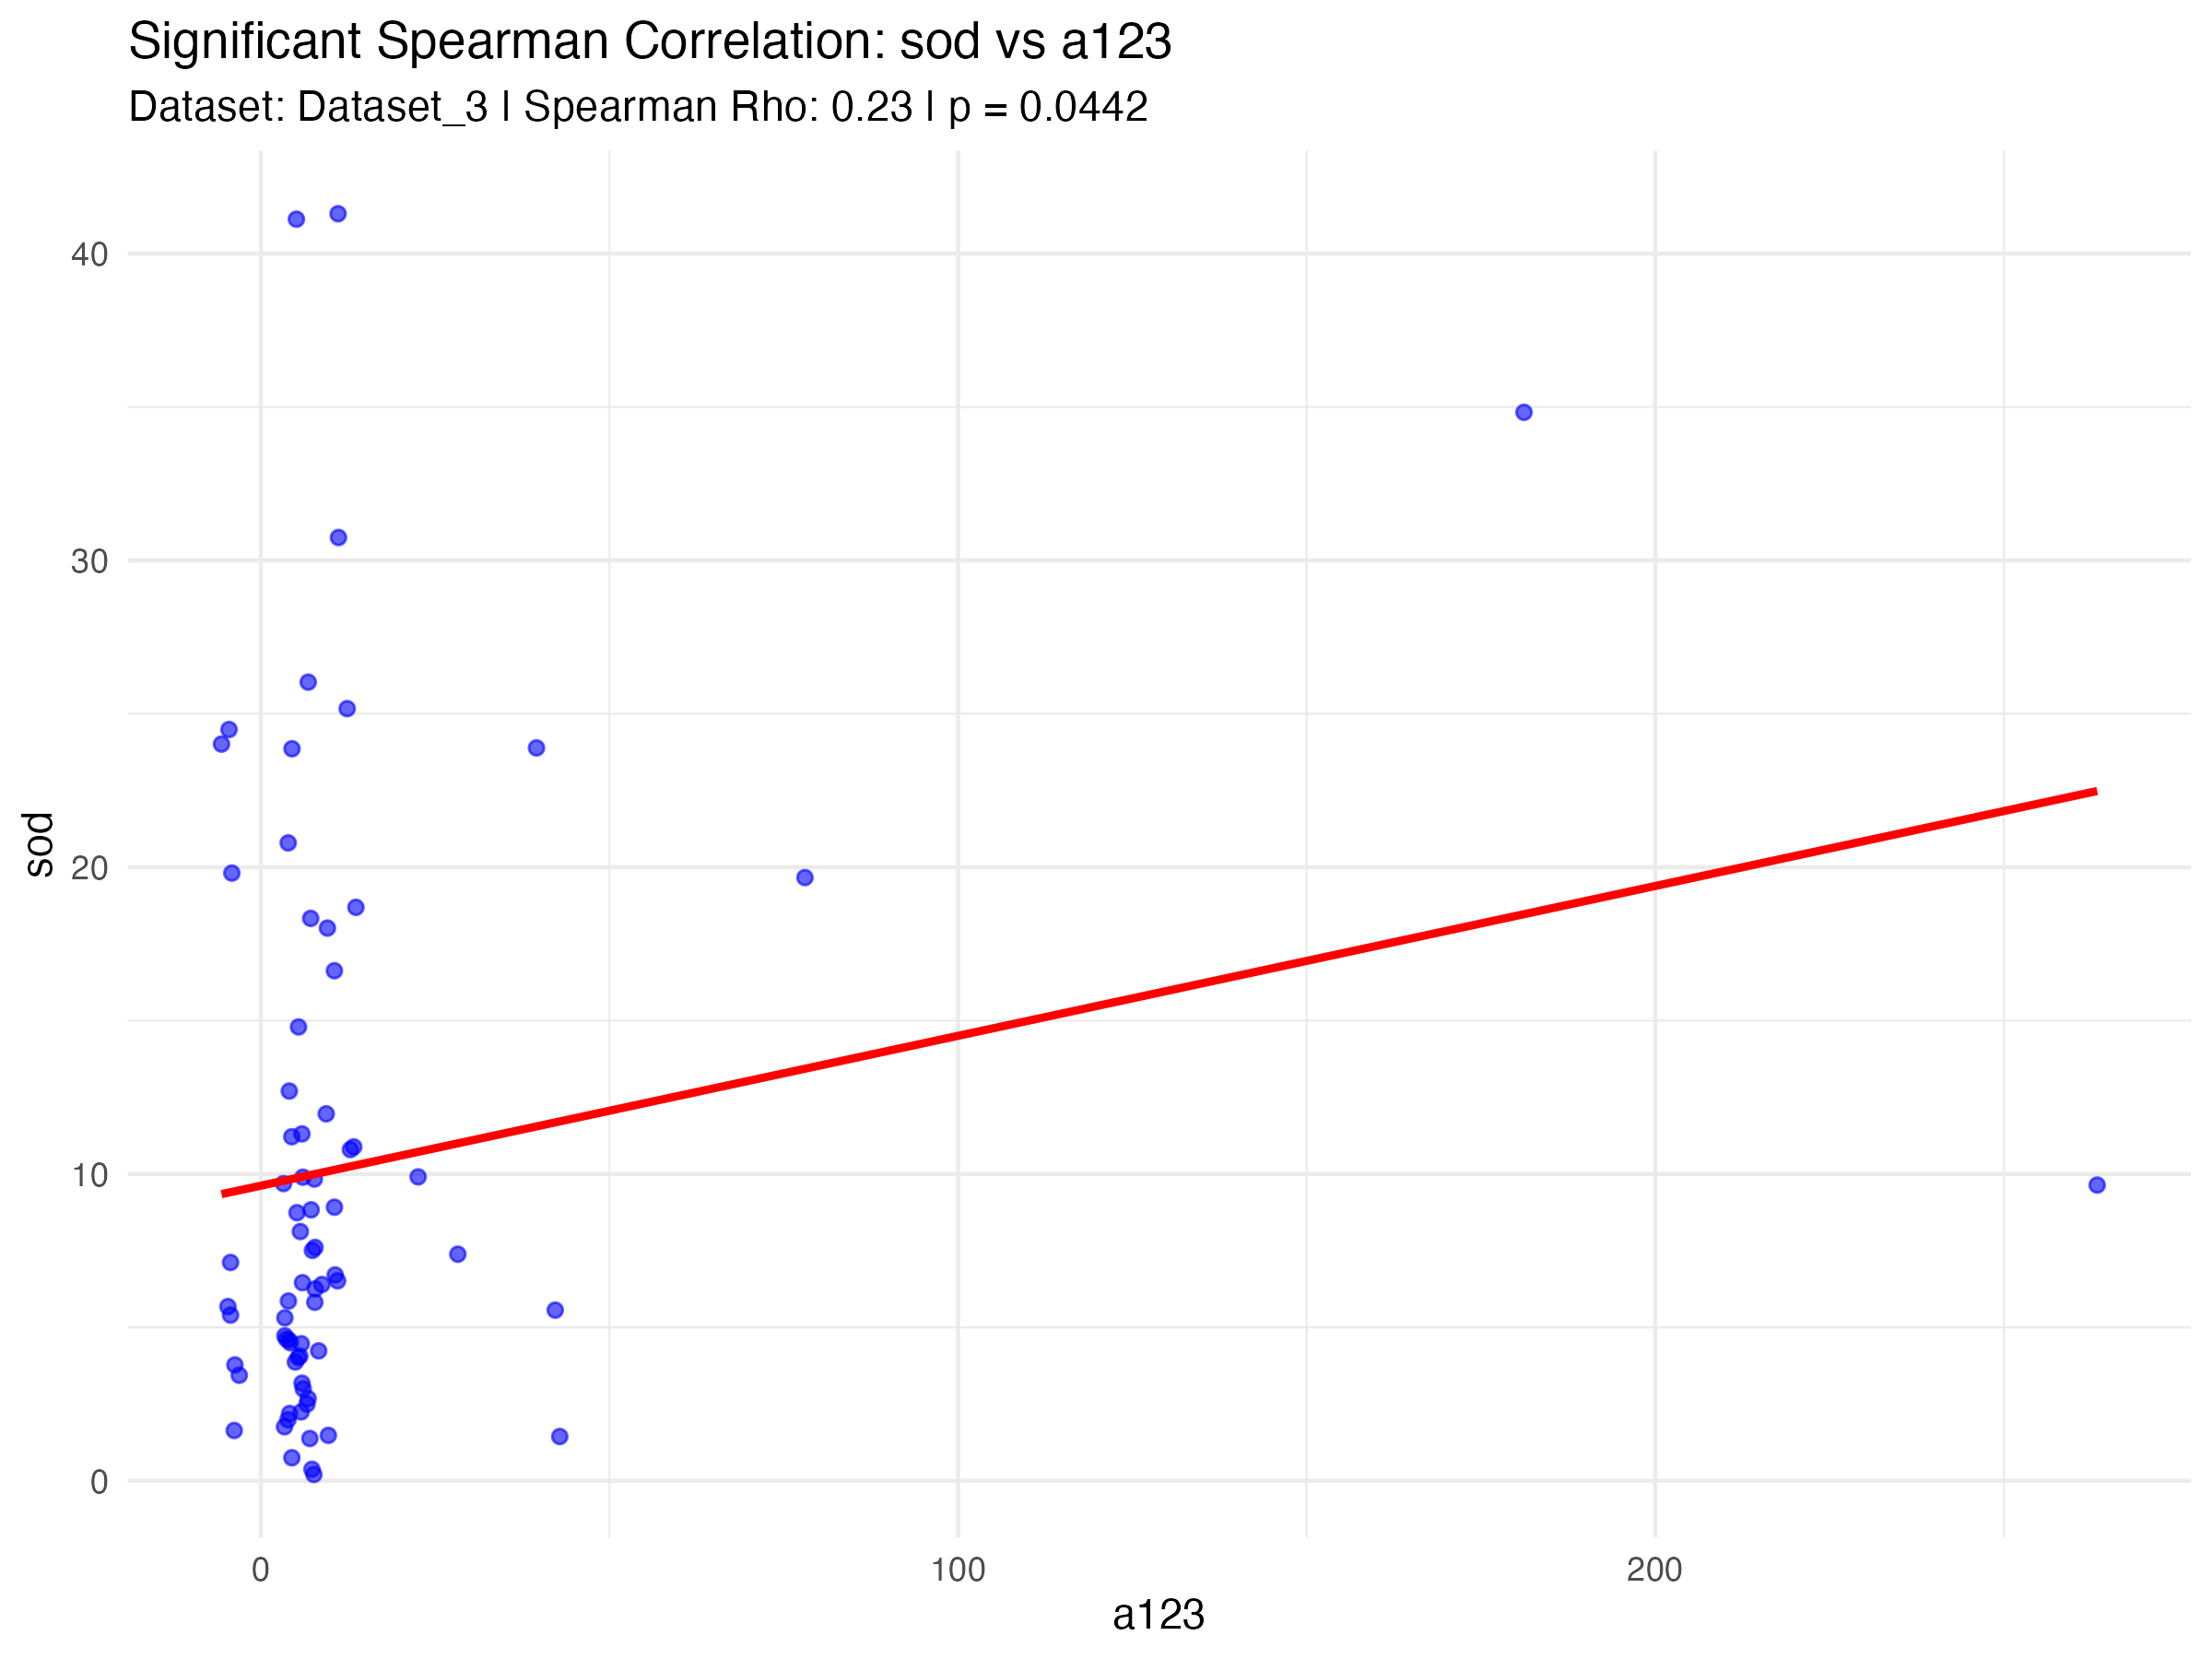 Significant Spearman Correlation: sod vs a123
Dataset: Dataset_3 | Spearman Rho: 0.23 | p = 0.0442
40
30
20
10
0
sod
0 100 200
a123